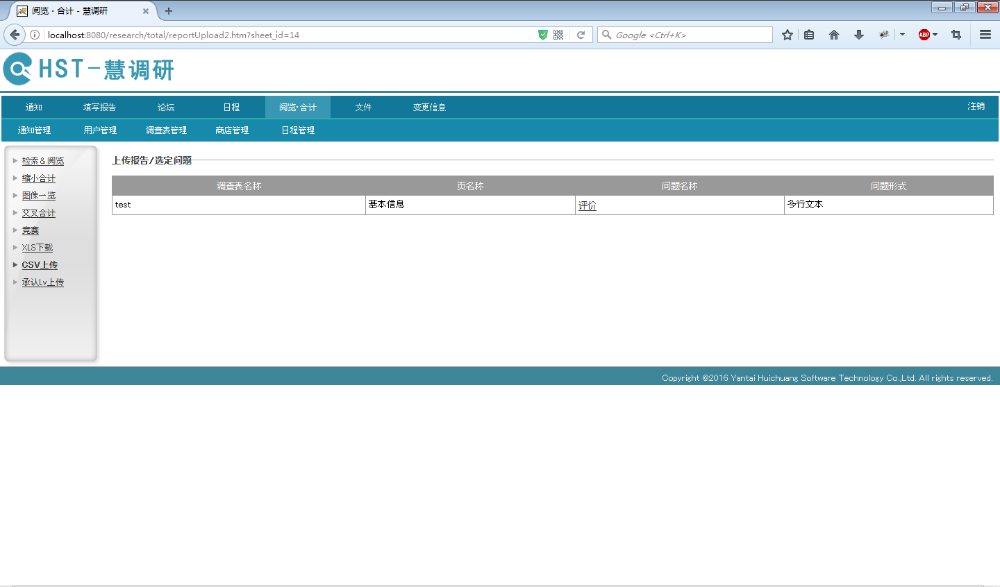 阅览・合计 - 慧调研
localhost:8080/research/total/reportUpload2.htm?sheet_id=14
Google <Ctrl+K>
ABP
HST-慧调研
通知 填写报告 论坛 日程 阅览·合计 文件 变更信息 注销
通知管理 用户管理 调查表管理 商店管理 日程管理
检索＆阅览
缩小合计
图像一览
交叉合计
竞赛
XLS下载
CSV上传
承认Lv上传
上传报告/选定问题
调查表名称 页名称 问题名称 问题形式
test 基本信息 评价 多行文本
Copyright ©2016 Yantai Huichuang Software Technology Co.,Ltd. All rights reserved.